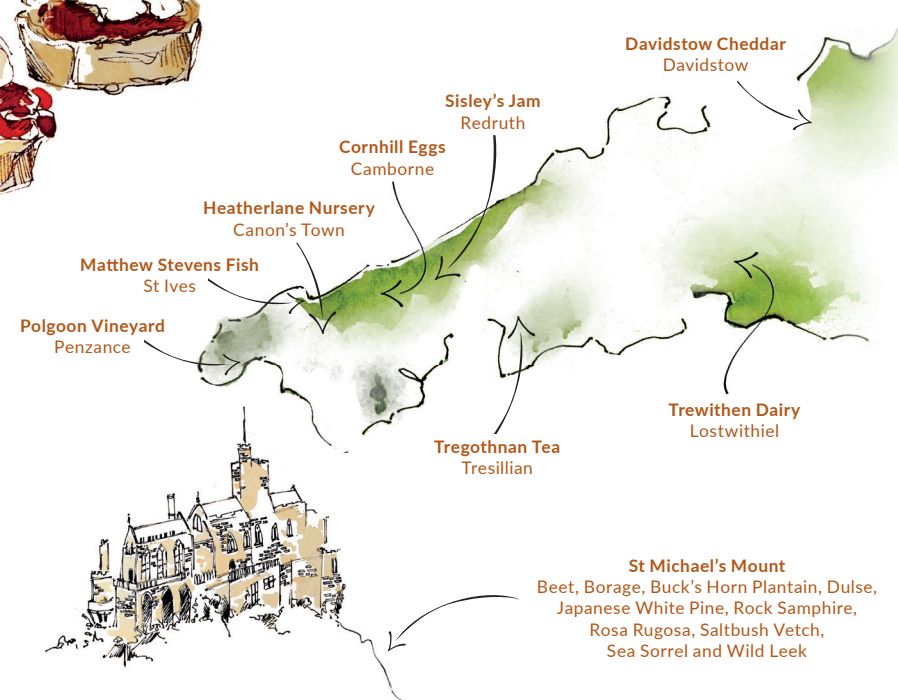 Davidstow Cheddar
Davidstow
Sisley's Jam
Redruth
Cornhill Eggs
Camborne
Heatherlane Nursery
Canon's Town
Matthew Stevens Fish
St Ives
Polgoon Vineyard
Penzance
Trewithen Dairy
Lostwithiel
Tregothnan Tea
Tresillian
St Michael's Mount
Beet, Borage, Buck's Horn Plantain, Dulse,
Japanese White Pine, Rock Samphire,
Rosa Rugosa, Saltbush Vetch,
Sea Sorrel and Wild Leek